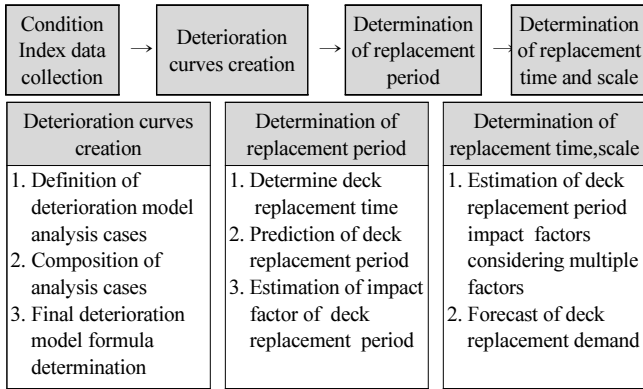 Condition
Index data
collection
→
Deterioration
curves creation
→
Determination
of replacement
period
→
Determination
of replacement
time and scale
Deterioration curves
creation
1. Definition of
deterioration model
analysis cases
2. Composition of
analysis cases
3. Final deterioration
model formula
determination
Determination of
replacement period
1. Determine deck
replacement time
2. Prediction of deck
replacement period
3. Estimation of impact
factor of deck
replacement period
Determination of
replacement time,scale
1. Estimation of deck
replacement period
impact factors
considering multiple
factors
2. Forecast of deck
replacement demand